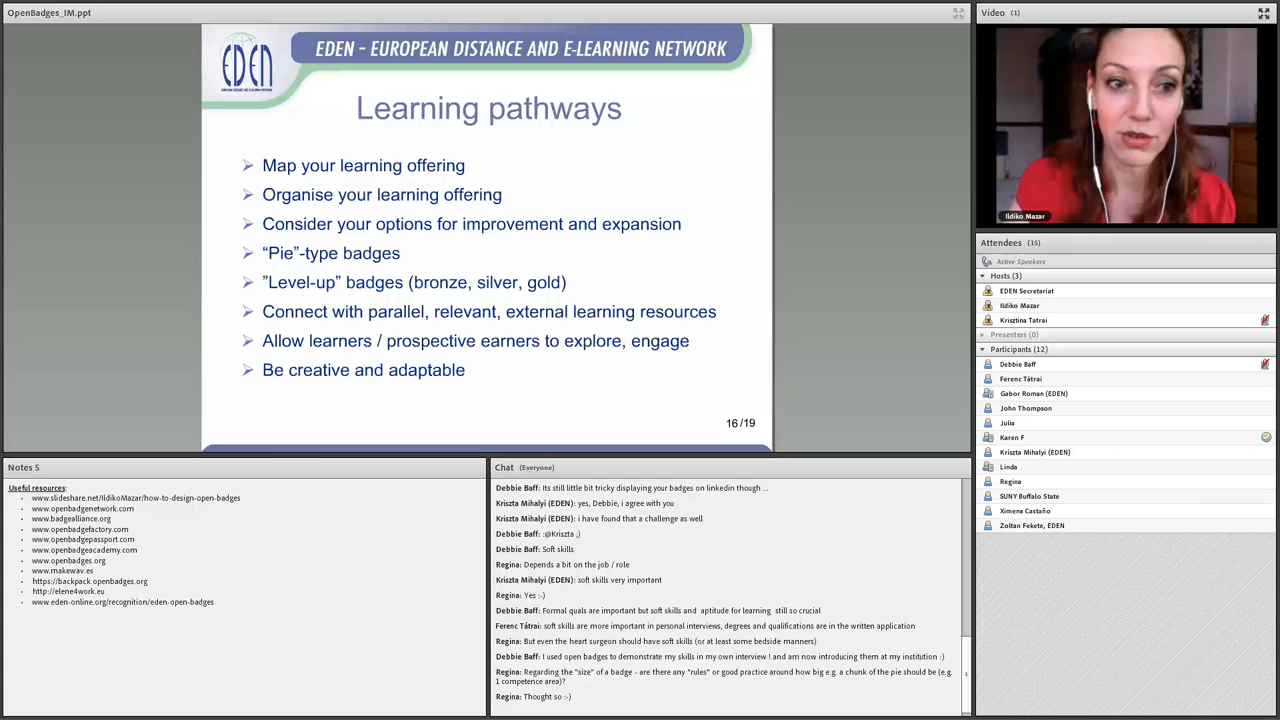 OpenBadges_IM.ppt
EDEN
EDEN - EUROPEAN DISTANCE AND E-LEARNING NETWORK
Learning pathways
Map your learning offering
Organise your learning offering
Consider your options for improvement and expansion
“Pie”-type badges
”Level-up” badges (bronze, silver, gold)
Connect with parallel, relevant, external learning resources
Allow learners / prospective earners to explore, engage
Be creative and adaptable
16/19
Video (1)
Ildiko Mazar
Attendees (15)
Active Speakers
Hosts (3)
EDEN Secretariat
Ildiko Mazar
Krisztina Tatrai
Presenters (0)
Participants (12)
Debbie Baff
Ferenc Tátrai
Gabor Roman (EDEN)
John Thompson
Julia
Karen F
Kriszta Mihalyi (EDEN)
Linda
Regina
SUNY Buffalo State
Ximena Castaño
Zoltan Fekete, EDEN
Notes 5
Useful resources:
www.slideshare.net/IldikoMazar/how-to-design-open-badges
www.openbadgenetwork.com
www.badgealliance.org
www.openbadgefactory.com
www.openbadgepassport.com
www.openbadgeacademy.com
www.openbadges.org
www.makewav.es
https://backpack.openbadges.org
http://elene4work.eu
www.eden-online.org/recognition/eden-open-badges
Chat (Everyone)
Debbie Baff: Its still little bit tricky displaying your badges on linkedin though ...
Kriszta Mihalyi (EDEN): yes, Debbie, i agree with you
Kriszta Mihalyi (EDEN): i have found that a challenge as well
Debbie Baff: :@Kriszta ;)
Debbie Baff: Soft skills
Regina: Depends a bit on the job / role
Kriszta Mihalyi (EDEN): soft skills very important
Regina: Yes :-)
Debbie Baff: Formal quals are important but soft skills and aptitude for learning still so crucial
Ferenc Tátrai: soft skills are more important in personal interviews, degrees and qualifications are in the written application
Regina: But even the heart surgeon should have soft skills (or at least some bedside manners)
Debbie Baff: I used open badges to demonstrate my skills in my own interview ! and am now introducing them at my institution :)
Regina: Regarding the "size" of a badge - are there any "rules" or good practice around how big e.g. a chunk of the pie should be (e.g.
1 competence area)?
Regina: Thought so :-)